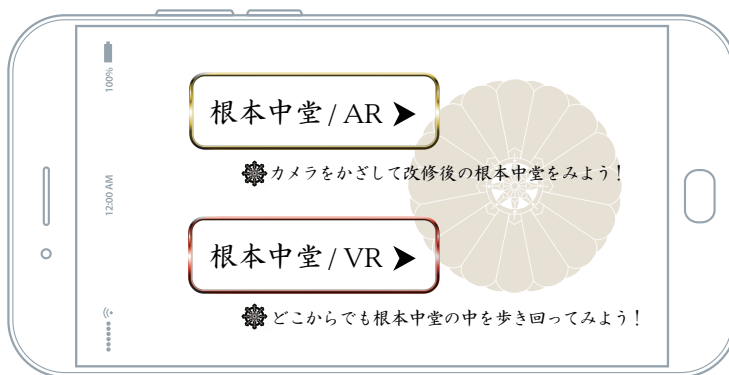 100%
12:00 AM
根本中堂 / AR ➤
カメラをかざして改修後の根本中堂をみよう！
根本中堂 / VR ➤
どこからでも根本中堂の中を歩き回ってみよう！